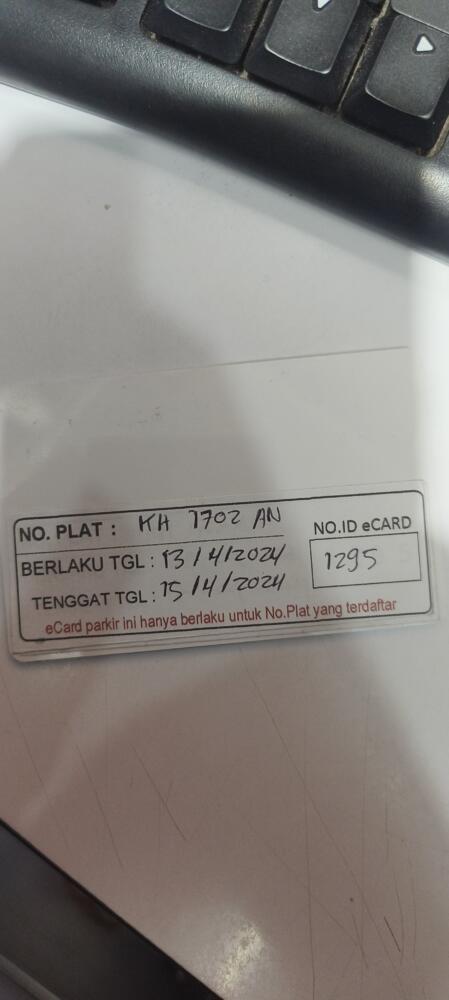 NO. PLAT : KH 7702 AN
NO.ID eCARD
BERLAKU TGL : 13/4/2024
1295
TENGGAT TGL : 15/4/2024
eCard parkir ini hanya berlaku untuk No.Plat yang terdaftar